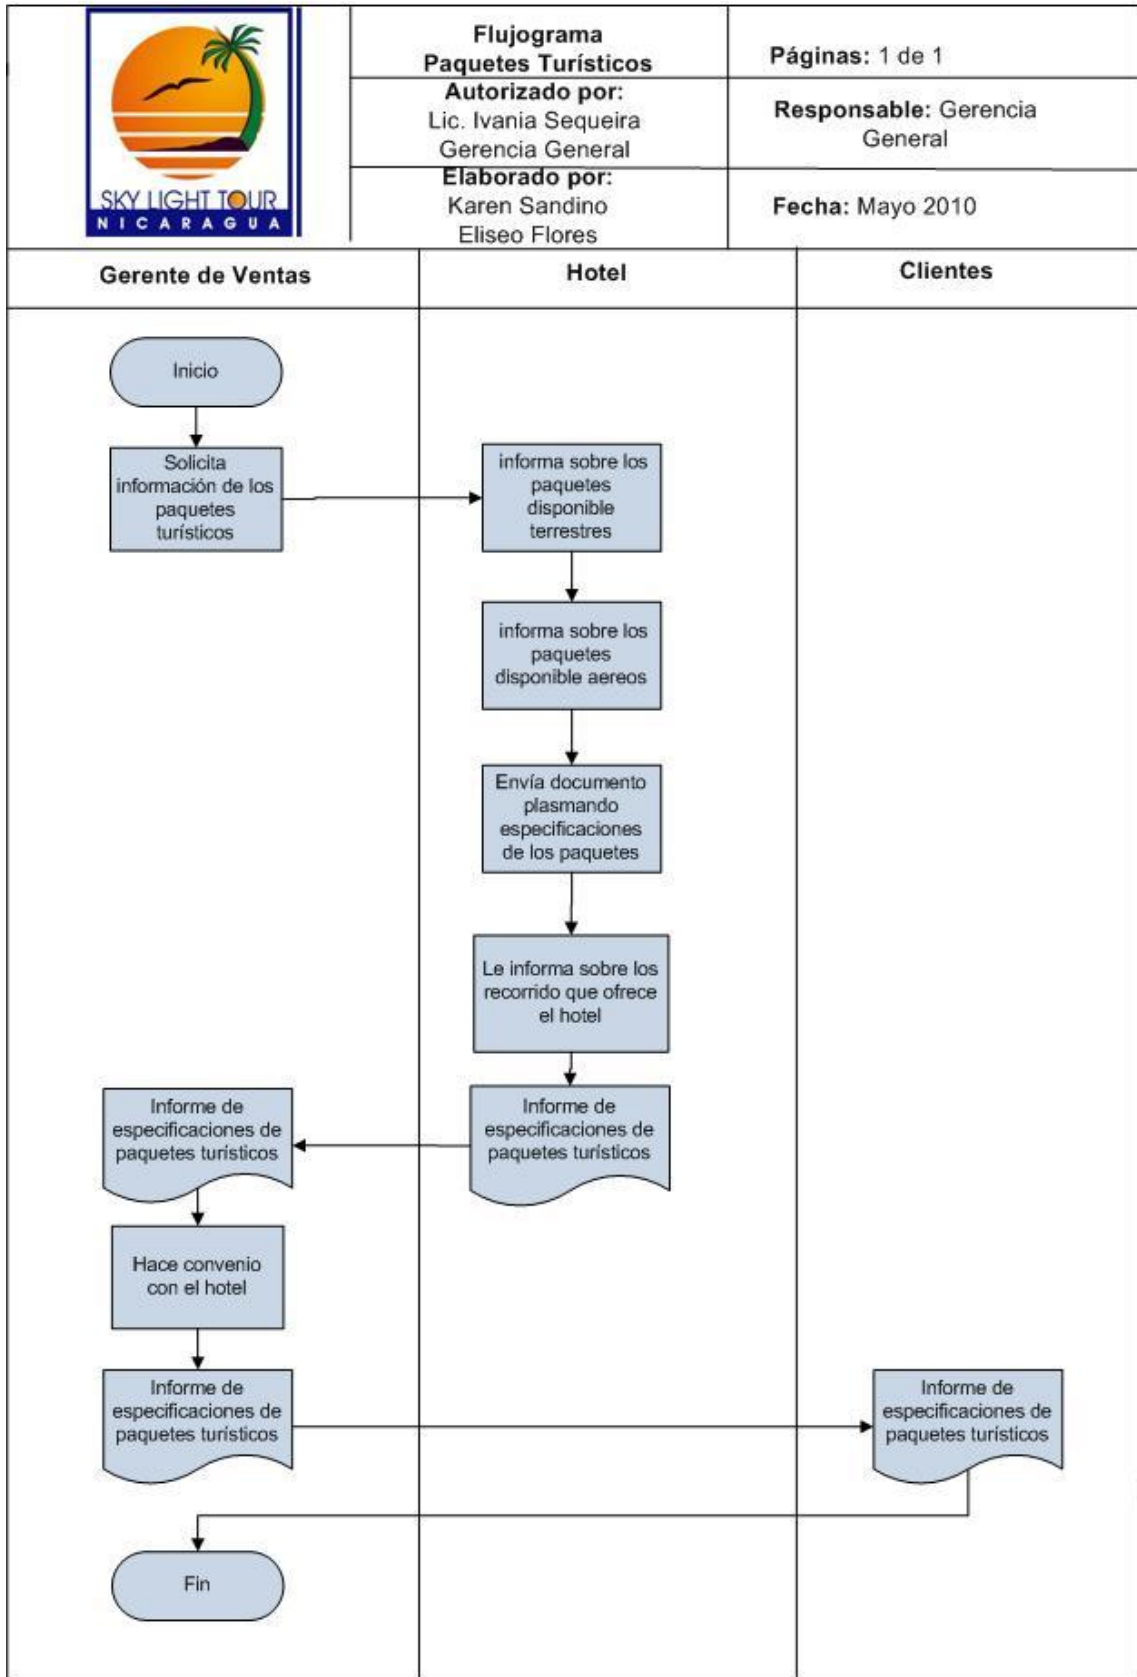 SKY LIGHT TOUR
NICARAGUA
Flujograma
Paquetes Turísticos
Páginas: 1 de 1
Autorizado por:
Lic. Ivania Sequeira
Gerencia General
Responsable: Gerencia
General
Elaborado por:
Karen Sandino
Eliseo Flores
Fecha: Mayo 2010
Gerente de Ventas
Hotel
Clientes
Inicio
Solicita
información de los
paquetes
turísticos
informa sobre los
paquetes
disponible
terrestres
informa sobre los
paquetes
disponible aereos
Envía documento
plasmando
especificaciones
de los paquetes
Le informa sobre los
recorrido que ofrece
el hotel
Informe de
especificaciones de
paquetes turísticos
Informe de
especificaciones de
paquetes turísticos
Hace convenio
con el hotel
Informe de
especificaciones de
paquetes turísticos
Informe de
especificaciones de
paquetes turísticos
Fin